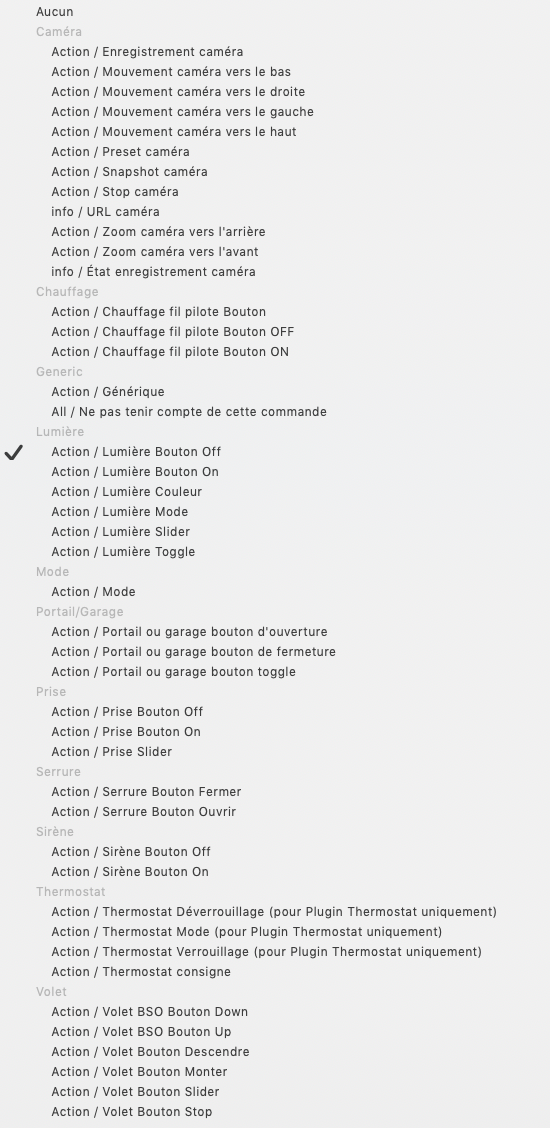 Aucun
Caméra
Action / Enregistrement caméra
Action / Mouvement caméra vers le bas
Action / Mouvement caméra vers le droite
Action / Mouvement caméra vers le gauche
Action / Mouvement caméra vers le haut
Action / Preset caméra
Action / Snapshot caméra
Action / Stop caméra
info / URL caméra
Action / Zoom caméra vers l'arrière
Action / Zoom caméra vers l'avant
info / État enregistrement caméra
Chauffage
Action / Chauffage fil pilote Bouton
Action / Chauffage fil pilote Bouton OFF
Action / Chauffage fil pilote Bouton ON
Generic
Action / Générique
All / Ne pas tenir compte de cette commande
Lumière
Action / Lumière Bouton Off
Action / Lumière Bouton On
Action / Lumière Couleur
Action / Lumière Mode
Action / Lumière Slider
Action / Lumière Toggle
Mode
Action / Mode
Portail/Garage
Action / Portail ou garage bouton d'ouverture
Action / Portail ou garage bouton de fermeture
Action / Portail ou garage bouton toggle
Prise
Action / Prise Bouton Off
Action / Prise Bouton On
Action / Prise Slider
Serrure
Action / Serrure Bouton Fermer
Action / Serrure Bouton Ouvrir
Sirène
Action / Sirène Bouton Off
Action / Sirène Bouton On
Thermostat
Action / Thermostat Déverrouillage (pour Plugin Thermostat uniquement)
Action / Thermostat Mode (pour Plugin Thermostat uniquement)
Action / Thermostat Verrouillage (pour Plugin Thermostat uniquement)
Action / Thermostat consigne
Volet
Action / Volet BSO Bouton Down
Action / Volet BSO Bouton Up
Action / Volet Bouton Descendre
Action / Volet Bouton Monter
Action / Volet Bouton Slider
Action / Volet Bouton Stop